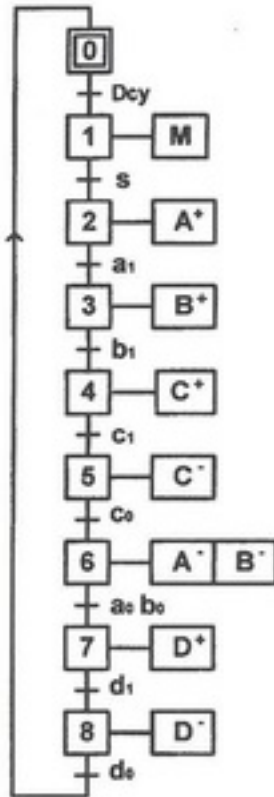 0
Dcy
1 M
s
2 A⁺
a₁
3 B⁺
b₁
4 C⁺
c₁
5 C⁻
c₀
6 A⁻ B⁻
a₀ b₀
7 D⁺
d₁
8 D⁻
d₀